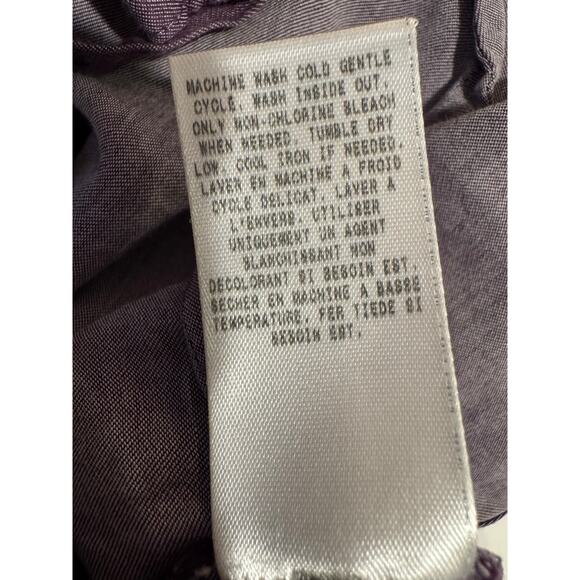 MACHINE WASH COLD GENTLE
CYCLE. WASH INSIDE OUT.
ONLY NON-CHLORINE BLEACH
WHEN NEEDED. TUMBLE DRY
LOW. COOL IRON IF NEEDED.
LAVER EN MACHINE A FROID
CYCLE DELICAT. LAVER A
L'ENVERS. UTILISER
UNIQUEMENT UN AGENT
BLANCHISSANT NON
DECOLORANT SI BESOIN EST.
SECHER EN MACHINE A BASSE
TEMPERATURE. FER TIEDE SI
BESOIN EST.